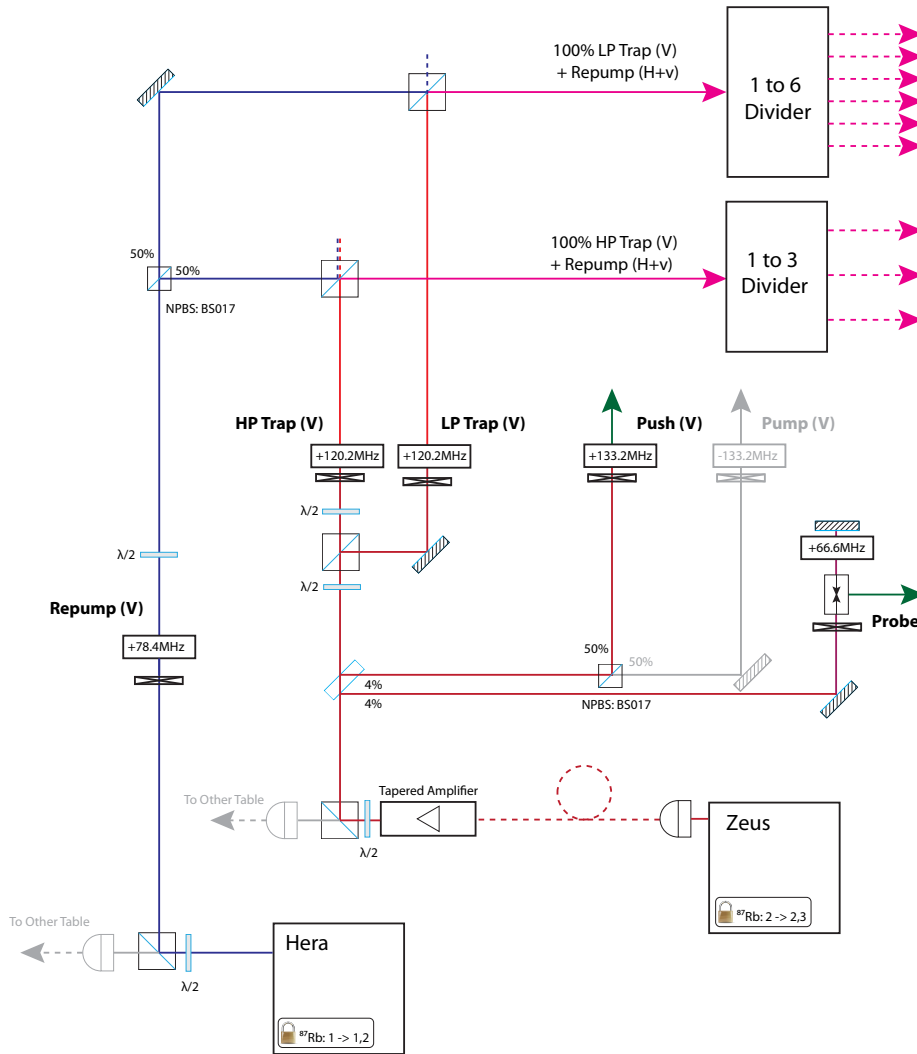 100% LP Trap (V)
+ Repump (H+v)
1 to 6
Divider
50%
50%
NPBS: BS017
100% HP Trap (V)
+ Repump (H+v)
1 to 3
Divider
HP Trap (V)
LP Trap (V)
Push (V)
Pump (V)
+120.2MHz
+120.2MHz
+133.2MHz
-133.2MHz
λ/2
+66.6MHz
λ/2
λ/2
Repump (V)
Probe
+78.4MHz
50%
50%
4%
4%
NPBS: BS017
To Other Table
Tapered Amplifier
λ/2
Zeus
⁸⁷Rb: 2 -> 2,3
To Other Table
Hera
λ/2
⁸⁷Rb: 1 -> 1,2